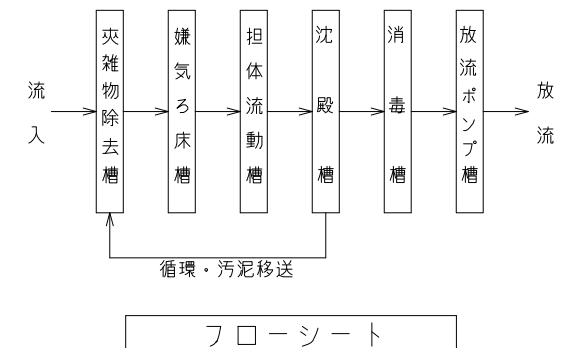 流入
夾雑物除去槽
嫌気ろ床槽
担体流動槽
沈殿槽
消毒槽
放流ポンプ槽
放流
循環・汚泥移送
フローシート